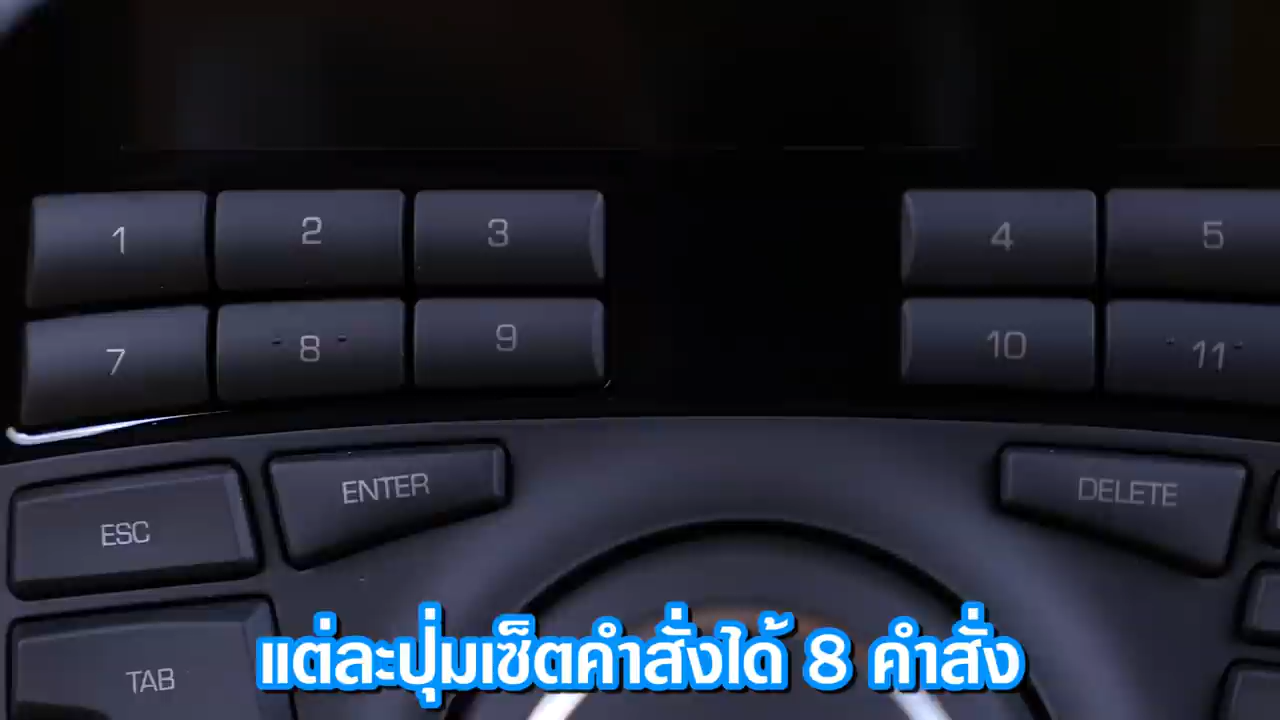 1 2 3 4 5
7 - 8 - 9 10 - 11 -
ENTER DELETE
ESC
TAB
แต่ละปุ่มเซ็ตคำสั่งได้ 8 คำสั่ง